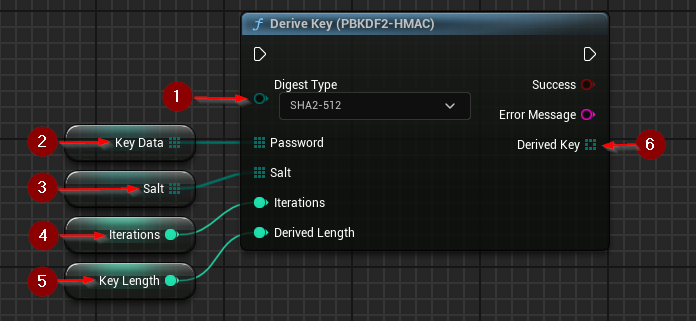 f Derive Key (PBKDF2-HMAC)
1
Digest Type
SHA2-512
Success
Error Message
2
Key Data
Password
Derived Key
6
3
Salt
Salt
4
Iterations
Iterations
5
Key Length
Derived Length